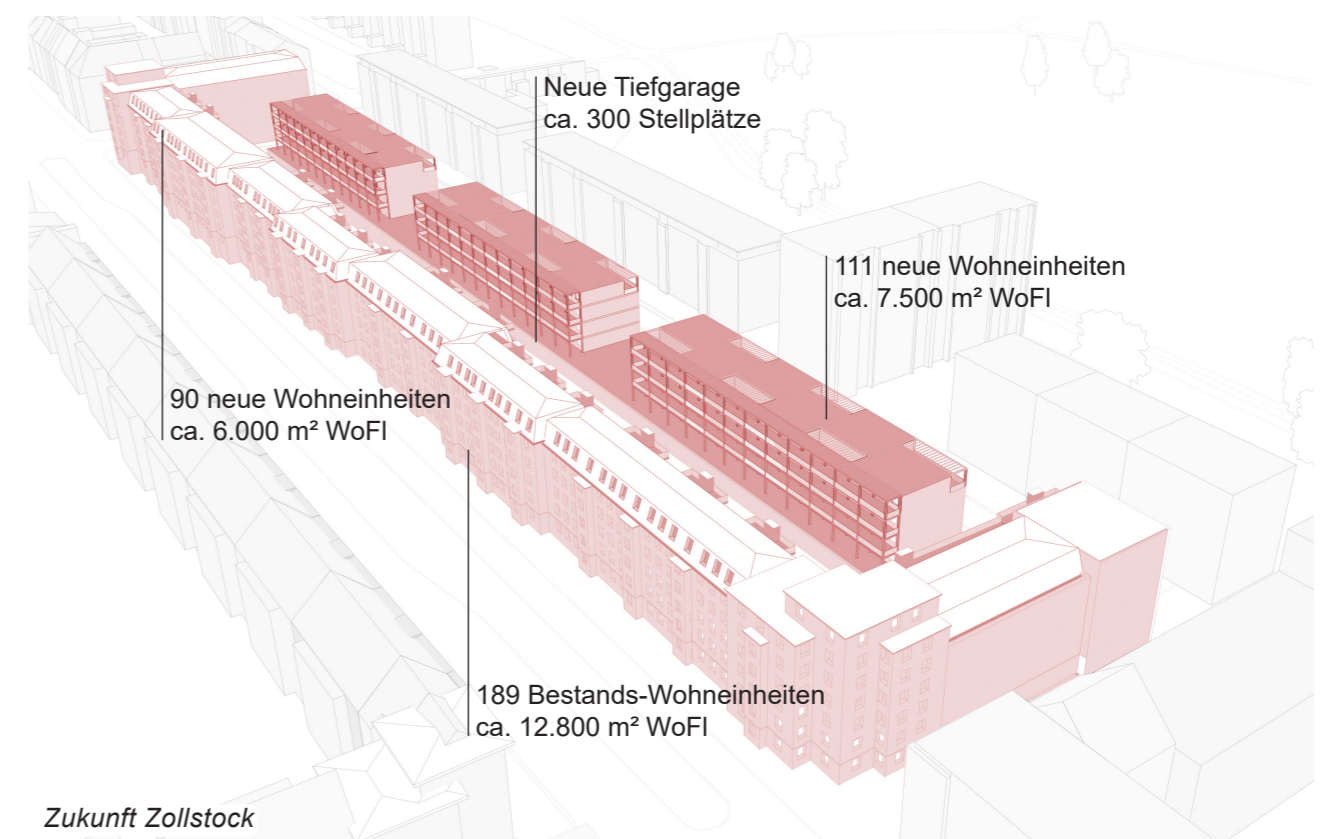 Neue Tiefgarage
ca. 300 Stellplätze
111 neue Wohneinheiten
ca. 7.500 m² WoFl
90 neue Wohneinheiten
ca. 6.000 m² WoFl
189 Bestands-Wohneinheiten
ca. 12.800 m² WoFl
Zukunft Zollstock